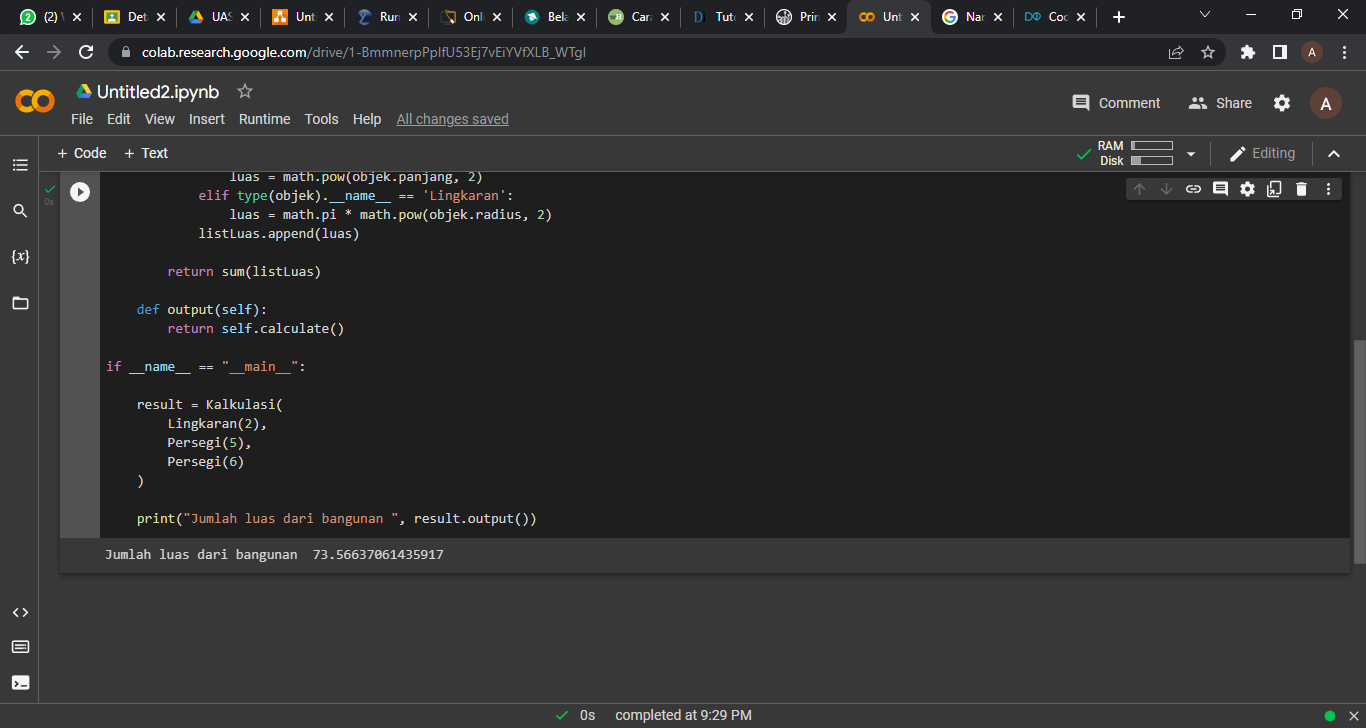 (2)
Det
UAS
Unti
Run
Onli
Bela
Cara
Tuto
Prin
Unt
Nar
Coc
colab.research.google.com/drive/1-BmmnerpPplfU53Ej7vEiYVfXLB_WTgI
A
Untitled2.ipynb
File Edit View Insert Runtime Tools Help All changes saved
Comment Share A
+ Code + Text
RAM
Disk
Editing
{x}
0s
luas = math.pow(objek.panjang, 2)
elif type(objek).__name__ == 'Lingkaran':
luas = math.pi * math.pow(objek.radius, 2)
listLuas.append(luas)
return sum(listLuas)
def output(self):
return self.calculate()
if __name__ == "__main__":
result = Kalkulasi(
Lingkaran(2),
Persegi(5),
Persegi(6)
)
print("Jumlah luas dari bangunan ", result.output())
Jumlah luas dari bangunan  73.56637061435917
0s completed at 9:29 PM